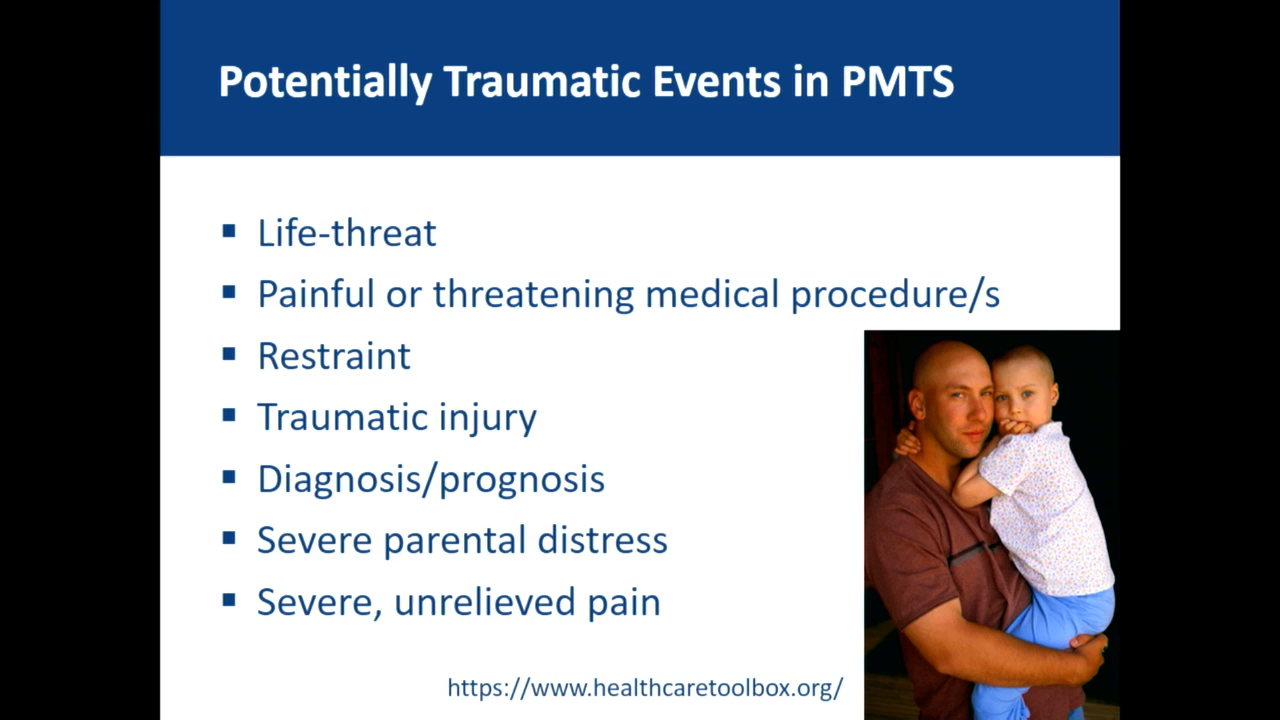 Potentially Traumatic Events in PMTS
▪ Life-threat
▪ Painful or threatening medical procedure/s
▪ Restraint
▪ Traumatic injury
▪ Diagnosis/prognosis
▪ Severe parental distress
▪ Severe, unrelieved pain
https://www.healthcaretoolbox.org/